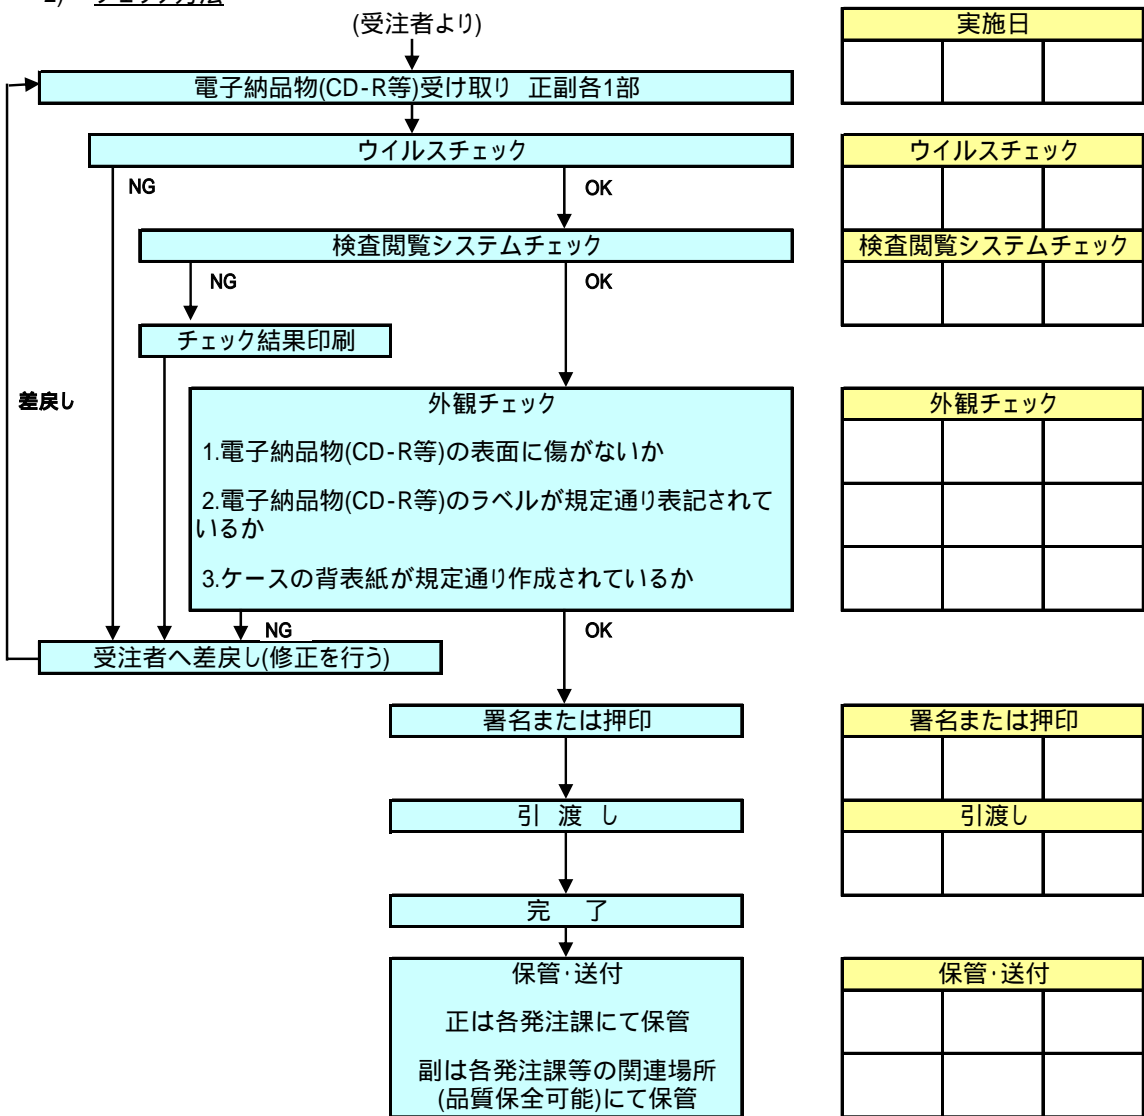 2) チェック方法
(受注者より)
実施日
電子納品物(CD-R等)受け取り 正副各1部
ウイルスチェック
ウイルスチェック
NG
OK
検査閲覧システムチェック
検査閲覧システムチェック
NG
OK
チェック結果印刷
差戻し
外観チェック
外観チェック
1.電子納品物(CD-R等)の表面に傷がないか
2.電子納品物(CD-R等)のラベルが規定通り表記されて
いるか
3.ケースの背表紙が規定通り作成されているか
NG
OK
受注者へ差戻し(修正を行う)
署名または押印
署名または押印
引 渡 し
引渡し
完 了
保管・送付
保管・送付
正は各発注課にて保管
副は各発注課等の関連場所
(品質保全可能)にて保管